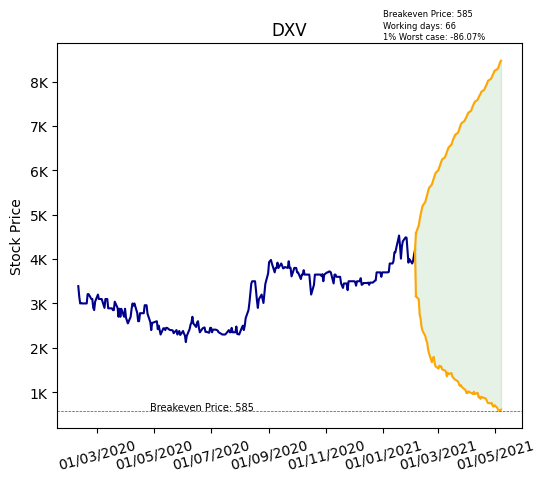 Breakeven Price: 585
Working days: 66
1% Worst case: -86.07%
DXV
Stock Price
8K
7K
6K
5K
4K
3K
2K
1K
Breakeven Price: 585
01/03/2020
01/05/2020
01/07/2020
01/09/2020
01/11/2020
01/01/2021
01/03/2021
01/05/2021